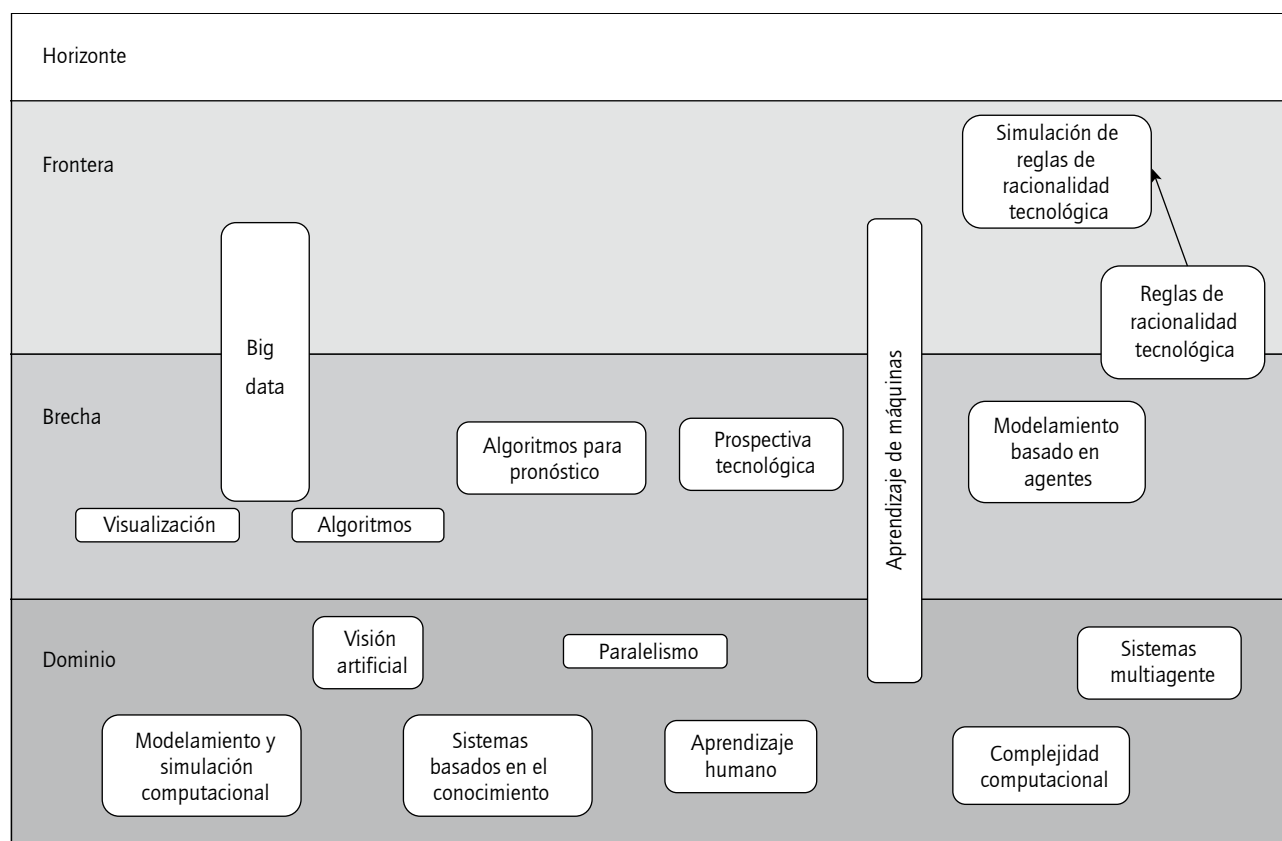 Horizonte
Frontera
Simulación de
reglas de
racionalidad
tecnológica
Reglas de
racionalidad
tecnológica
Big
data
Aprendizaje de máquinas
Brecha
Algoritmos para
pronóstico
Prospectiva
tecnológica
Modelamiento
basado en
agentes
Visualización
Algoritmos
Dominio
Visión
artificial
Paralelismo
Sistemas
multiagente
Modelamiento y
simulación
computacional
Sistemas
basados en el
conocimiento
Aprendizaje
humano
Complejidad
computacional